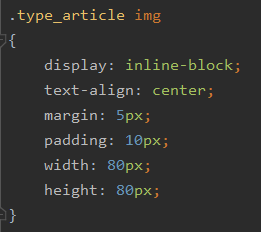 .type_article img
{
display: inline-block;
text-align: center;
margin: 5px;
padding: 10px;
width: 80px;
height: 80px;
}